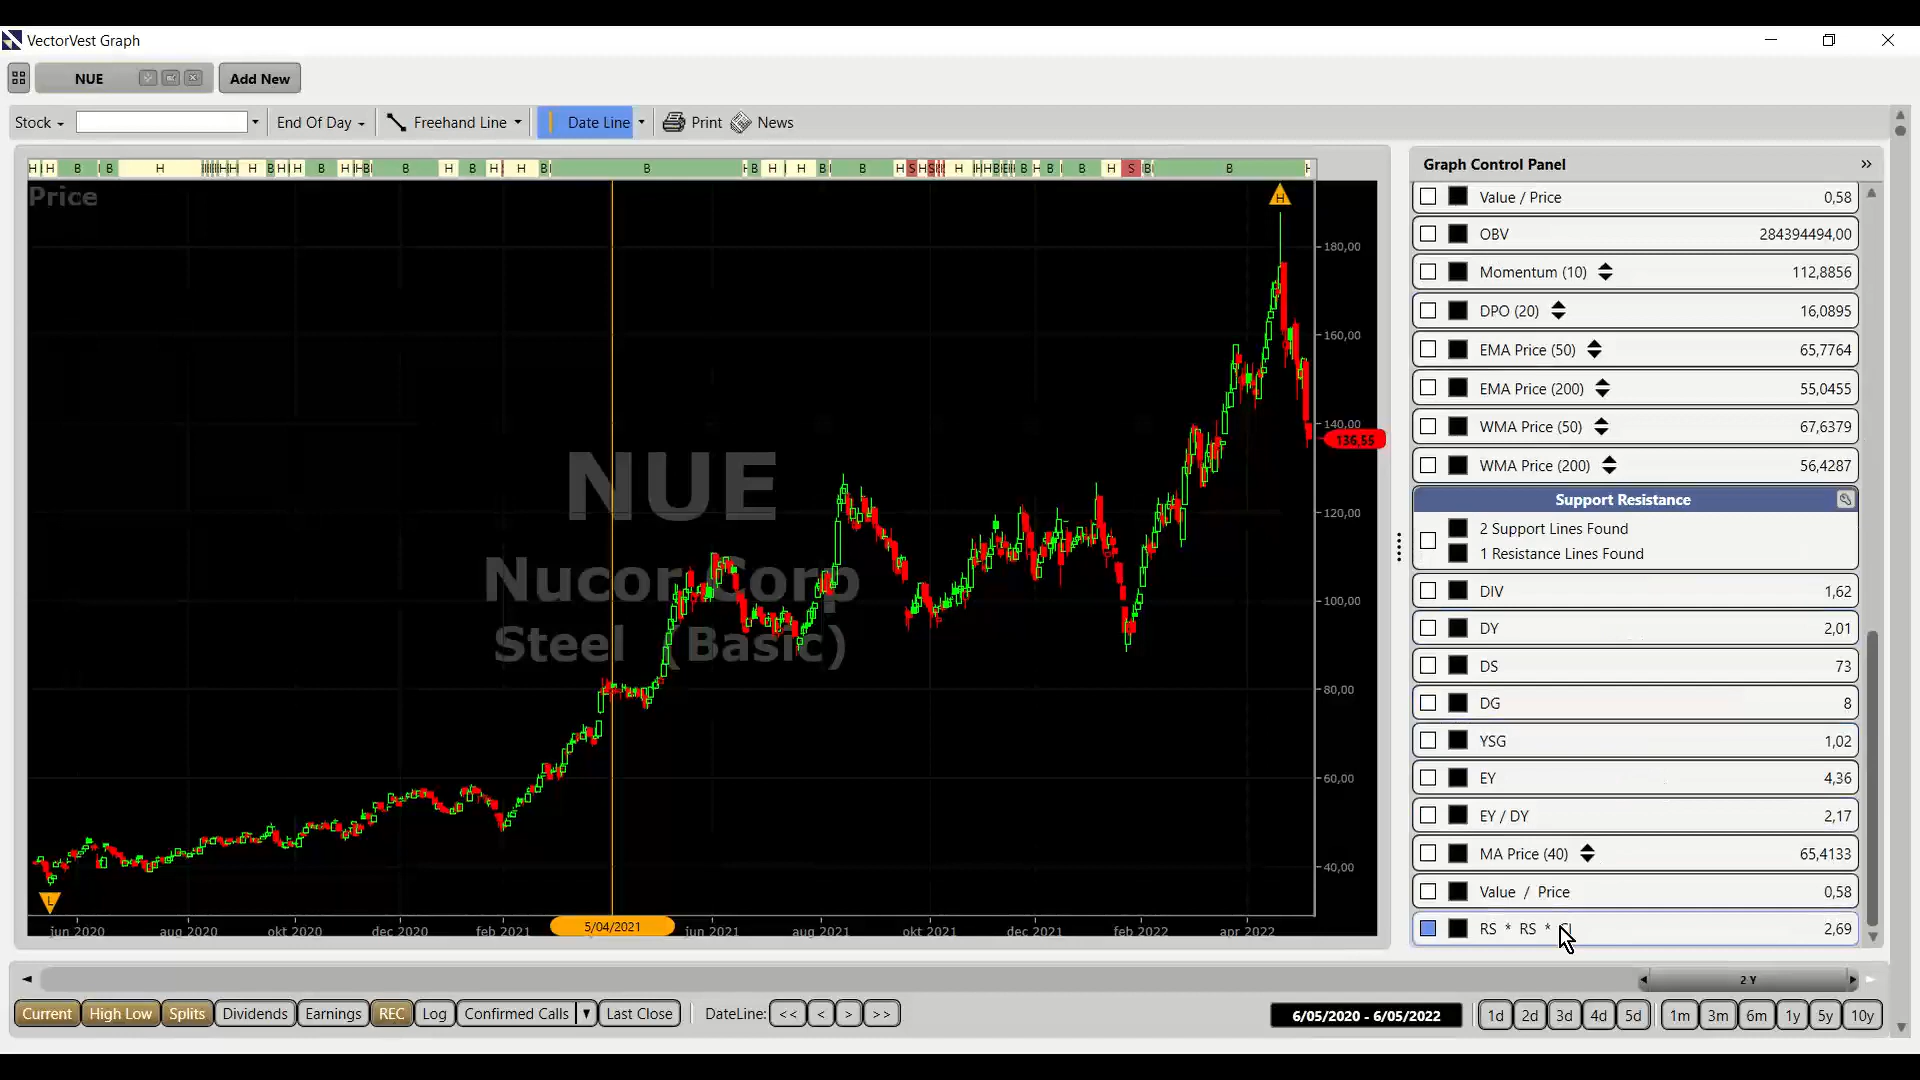 VectorVest Graph
NUE
Add New
Stock
End Of Day
Freehand Line
Date Line
Print
News
H H B B H H B H H B H H B B H B H H B B B H H B B H S H S H H H B B B B H S B B H
Price
H
NUE
Nucor Corp
Steel (Basic)
L
180,00
160,00
140,00
136,55
120,00
100,00
80,00
60,00
40,00
jun 2020 aug 2020 okt 2020 dec 2020 feb 2021 5/04/2021 jun 2021 aug 2021 okt 2021 dec 2021 feb 2022 apr 2022
Graph Control Panel
Value / Price 0,58
OBV 284394494,00
Momentum (10) 112,8856
DPO (20) 16,0895
EMA Price (50) 65,7764
EMA Price (200) 55,0455
WMA Price (50) 67,6379
WMA Price (200) 56,4287
Support Resistance
2 Support Lines Found
1 Resistance Lines Found
DIV 1,62
DY 2,01
DS 73
DG 8
YSG 1,02
EY 4,36
EY / DY 2,17
MA Price (40) 65,4133
Value / Price 0,58
RS * RS * 2,69
2 Y
Current
High Low
Splits
Dividends
Earnings
REC
Log
Confirmed Calls
Last Close
DateLine: << < > >>
6/05/2020 - 6/05/2022
1d 2d 3d 4d 5d 1m 3m 6m 1y 5y 10y